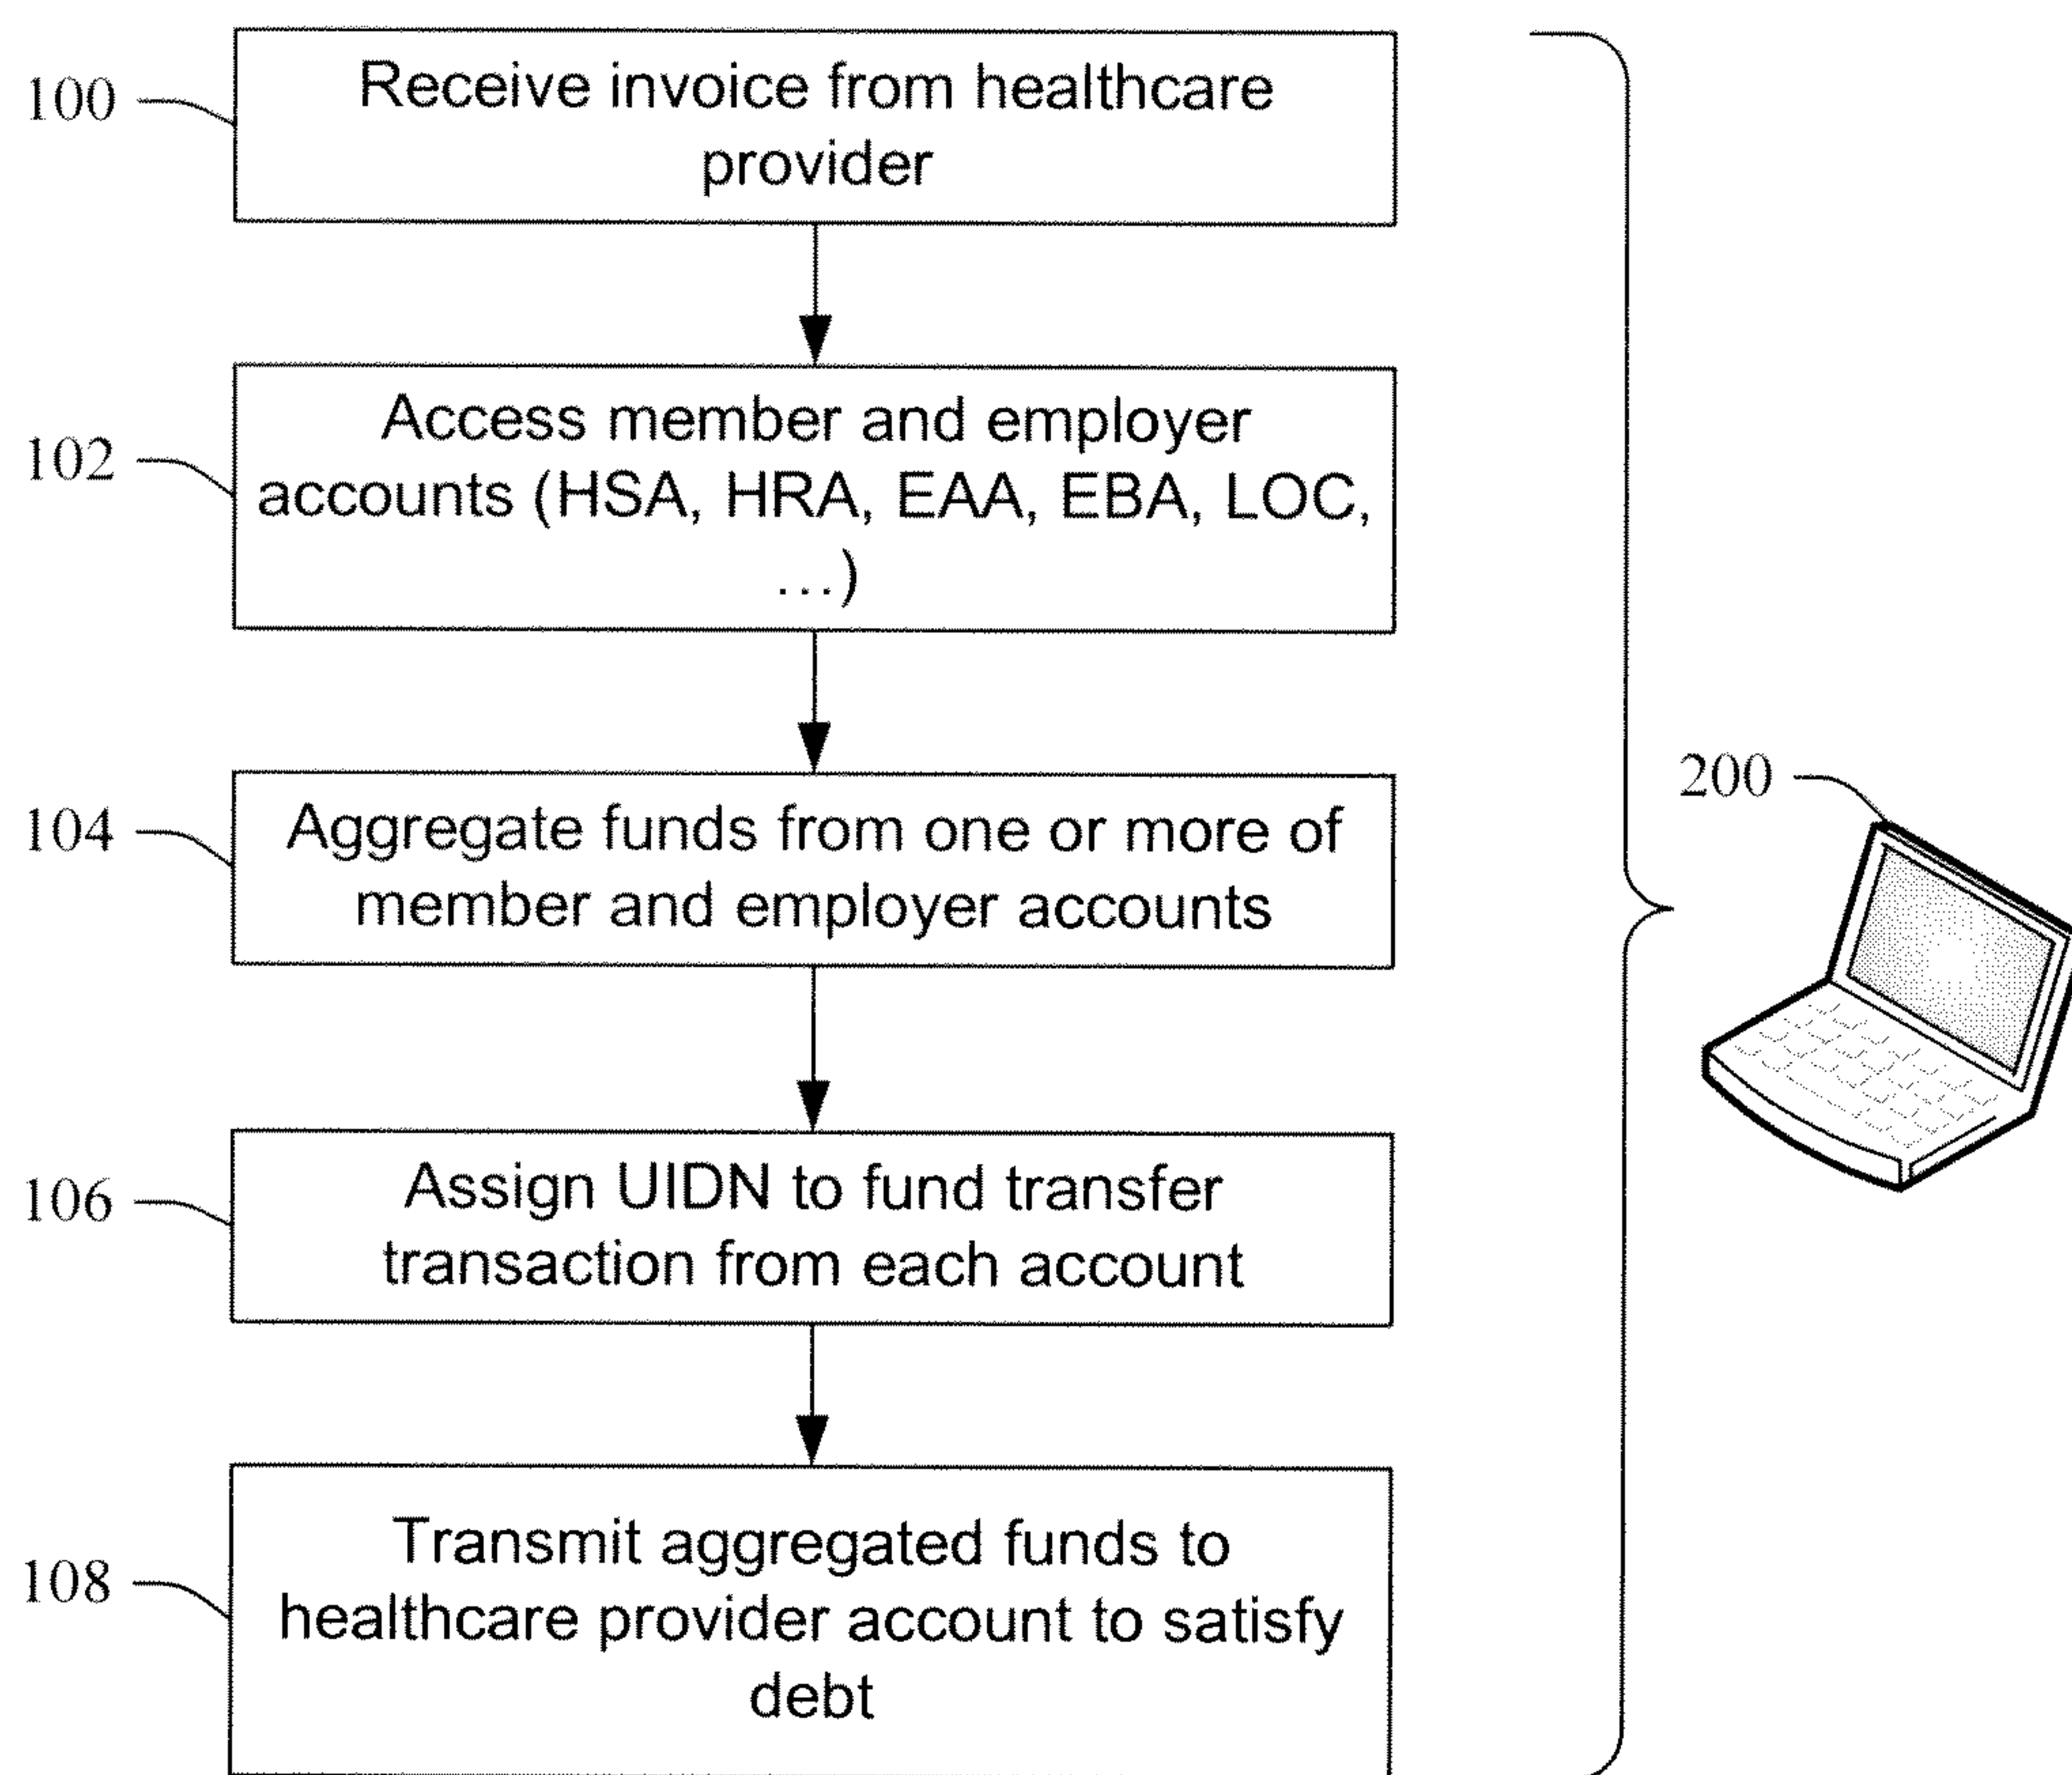 100
Receive invoice from healthcare
provider
102
Access member and employer
accounts (HSA, HRA, EAA, EBA, LOC,
...)
104
Aggregate funds from one or more of
member and employer accounts
200
106
Assign UIDN to fund transfer
transaction from each account
108
Transmit aggregated funds to
healthcare provider account to satisfy
debt